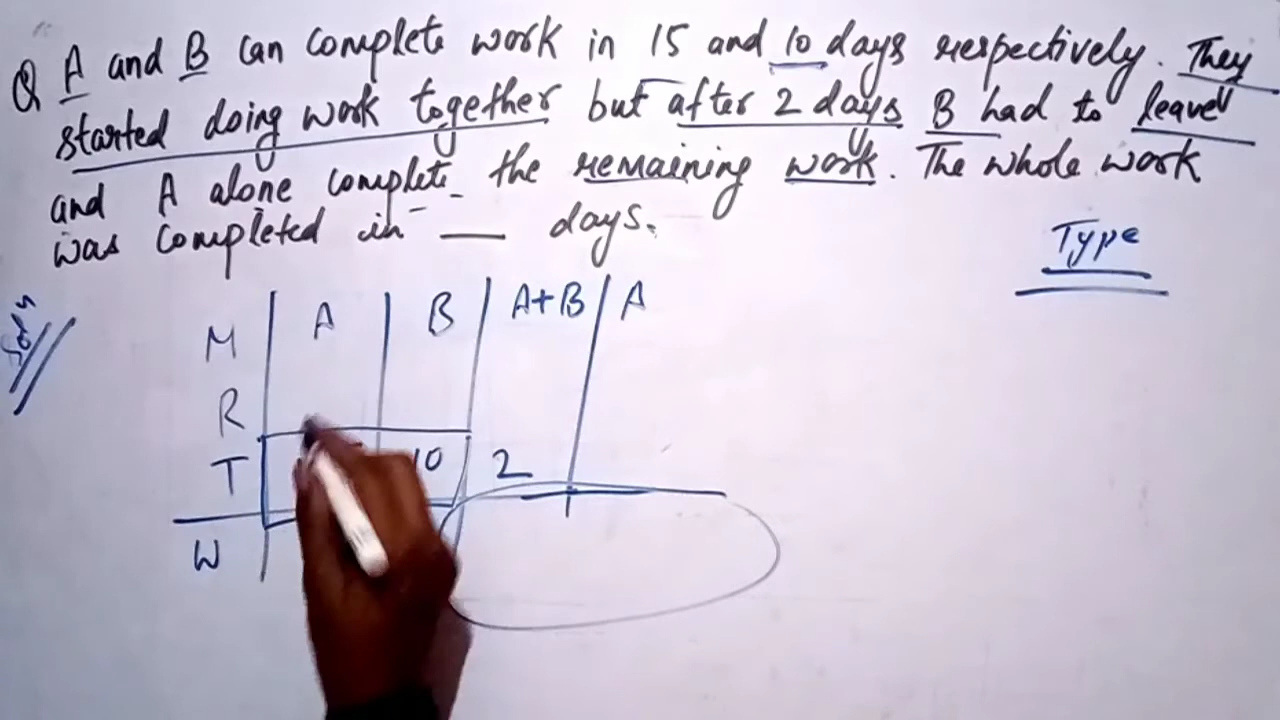 Q A and B can complete work in 15 and 10 days respectively. They
started doing work together but after 2 days B had to leave
and A alone complete the remaining work. The whole work
was completed in ___ days.
Type
Soln
M A B A+B A
R
T 10 2
W